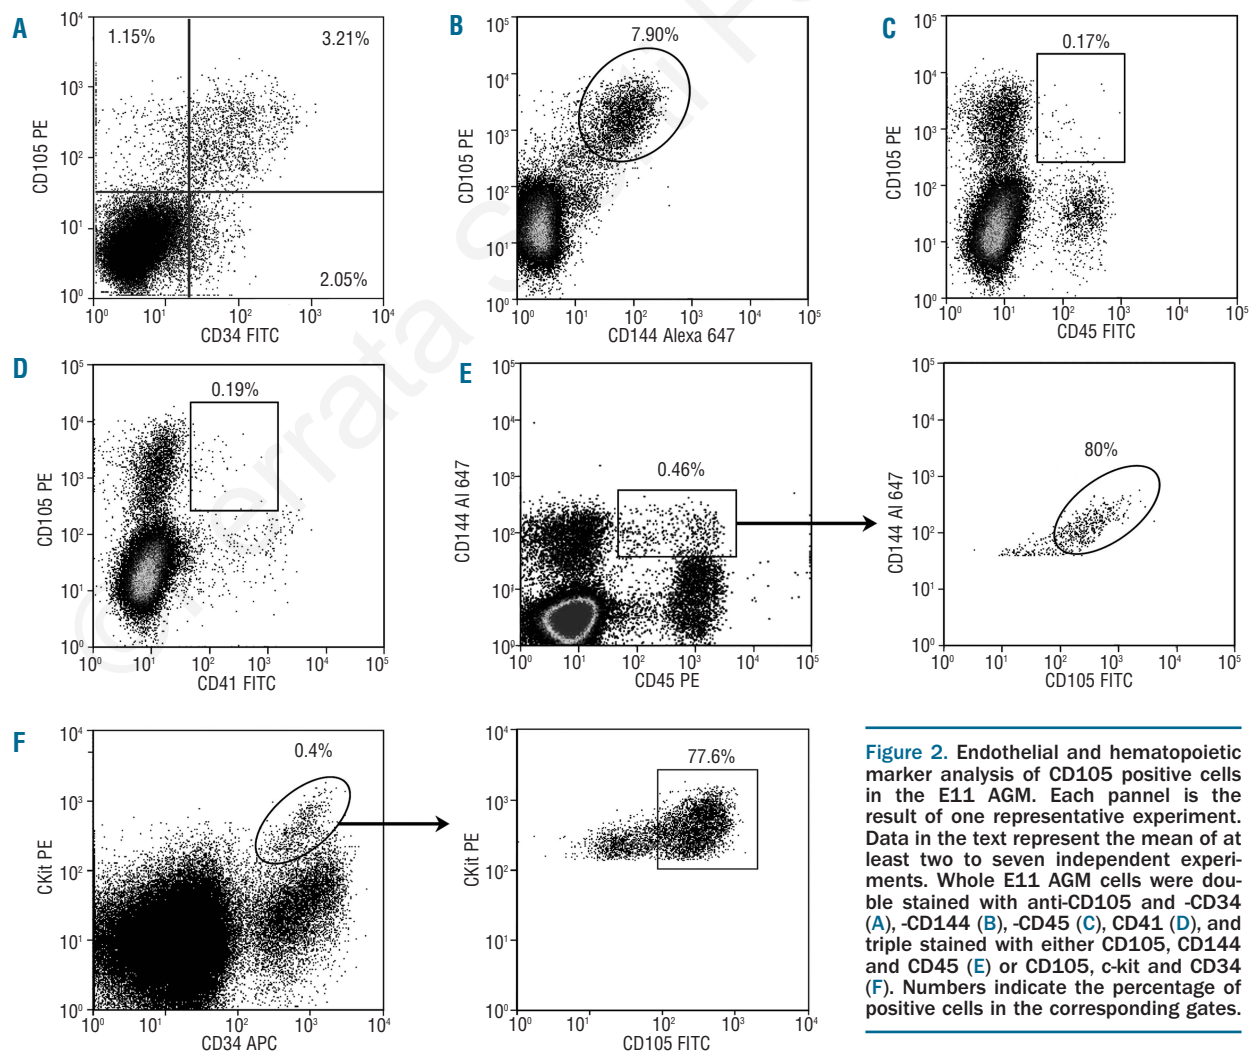 A
10⁴
10³
10²
10¹
10⁰
CD105 PE
1.15%
3.21%
2.05%
10⁰ 10¹ 10² 10³ 10⁴
CD34 FITC
B
10⁵
10⁴
10³
10²
10¹
10⁰
CD105 PE
7.90%
10⁰ 10¹ 10² 10³ 10⁴ 10⁵
CD144 Alexa 647
C
10⁵
10⁴
10³
10²
10¹
10⁰
CD105 PE
0.17%
10⁰ 10¹ 10² 10³ 10⁴ 10⁵
CD45 FITC
D
10⁵
10⁴
10³
10²
10¹
10⁰
CD105 PE
0.19%
10⁰ 10¹ 10² 10³ 10⁴ 10⁵
CD41 FITC
E
10⁵
10⁴
10³
10²
10¹
10⁰
CD144 Al 647
0.46%
10⁰ 10¹ 10² 10³ 10⁴ 10⁵
CD45 PE
10⁵
10⁴
10³
10²
10¹
10⁰
CD144 Al 647
80%
10⁰ 10¹ 10² 10³ 10⁴ 10⁵
CD105 FITC
F
10⁴
10³
10²
10¹
10⁰
CKit PE
0.4%
10⁰ 10¹ 10² 10³ 10⁴
CD34 APC
10⁴
10³
10²
10¹
10⁰
CKit PE
77.6%
10⁰ 10¹ 10² 10³ 10⁴
CD105 FITC
Figure 2. Endothelial and hematopoietic
marker analysis of CD105 positive cells
in the E11 AGM. Each pannel is the
result of one representative experiment.
Data in the text represent the mean of at
least two to seven independent experi-
ments. Whole E11 AGM cells were dou-
ble stained with anti-CD105 and -CD34
(A), -CD144 (B), -CD45 (C), CD41 (D), and
triple stained with either CD105, CD144
and CD45 (E) or CD105, c-kit and CD34
(F). Numbers indicate the percentage of
positive cells in the corresponding gates.